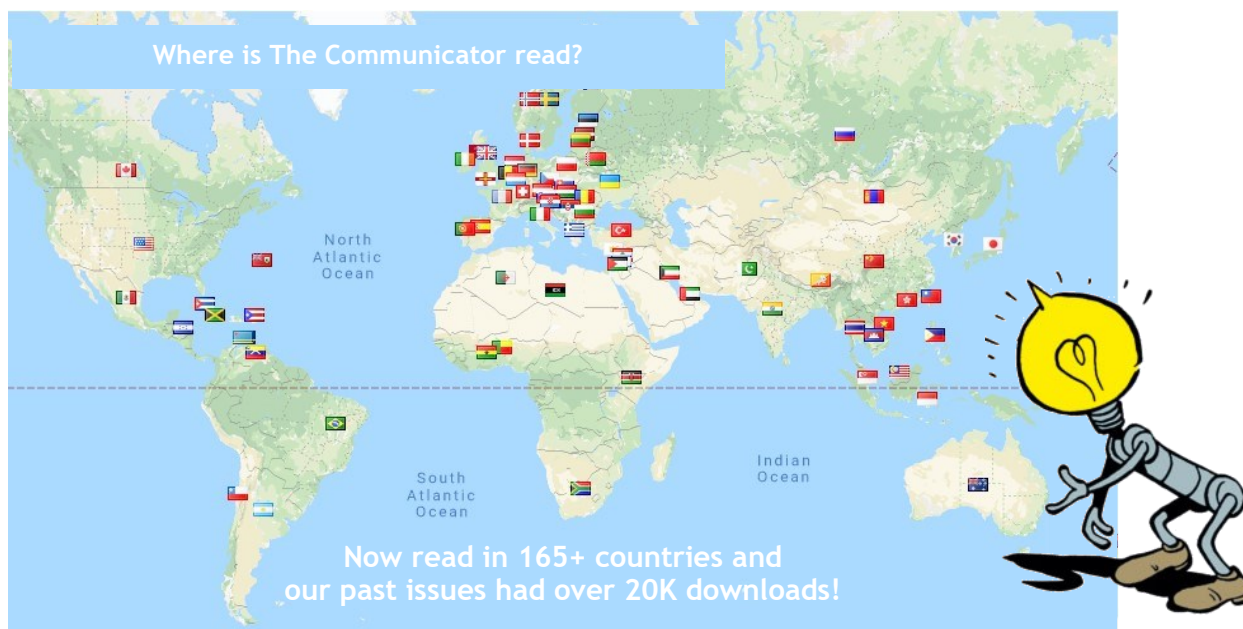 Where is The Communicator read?
North
Atlantic
Ocean
South
Atlantic
Ocean
Indian
Ocean
Now read in 165+ countries and
our past issues had over 20K downloads!